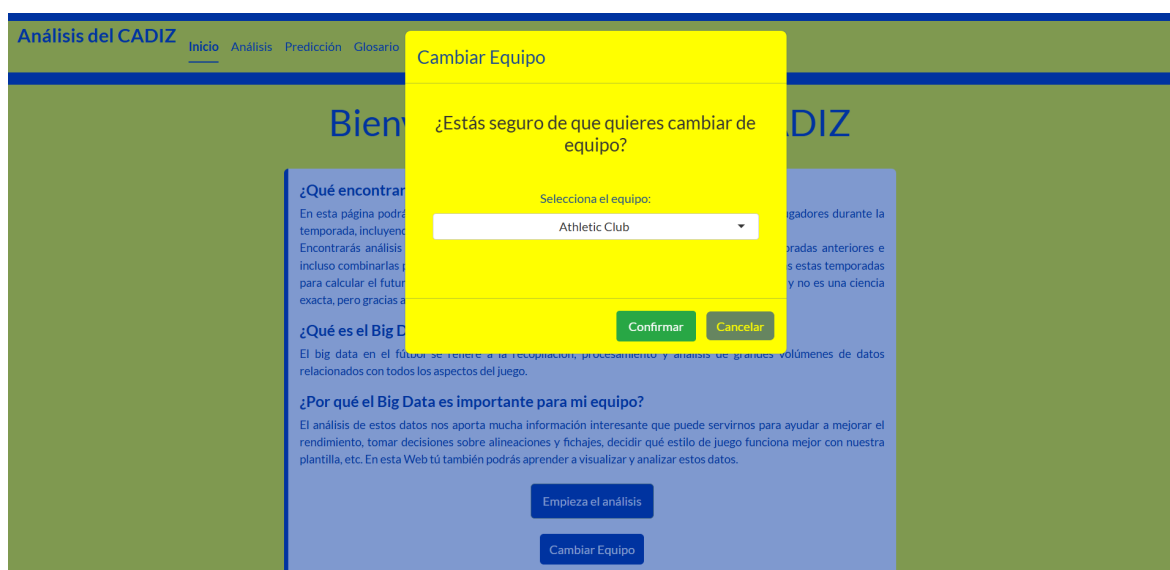 Análisis del CADIZ
Inicio Análisis Predicción Glosario
Cambiar Equipo
¿Estás seguro de que quieres cambiar de
equipo?
Selecciona el equipo:
Athletic Club
Confirmar Cancelar
DIZ
¿Qué encontrar
En esta página podrá
durante la
temporada,
Encontrarás análisis
anteriores e
incluso combinarlas
estas temporadas
para calcular el
y no es una ciencia
exacta, pero gracias a
¿Qué es el Big
El big data en el fútbol se refiere a la recopilación, procesamiento y análisis de grandes volúmenes de datos
relacionados con todos los aspectos del juego.
¿Por qué el Big Data es importante para mi equipo?
El análisis de estos datos nos aporta mucha información interesante que puede servirnos para ayudar a mejorar el
rendimiento, tomar decisiones sobre alineaciones y fichajes, decidir qué estilo de juego funciona mejor con nuestra
plantilla, etc. En esta Web tú también podrás aprender a visualizar y analizar estos datos.
Empieza el análisis
Cambiar Equipo